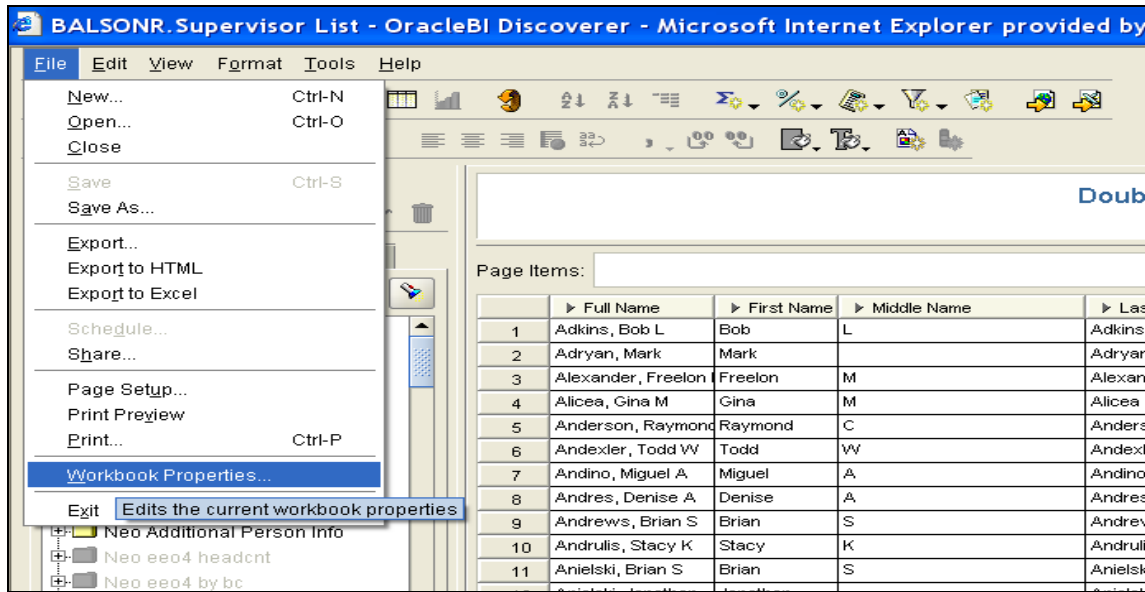 BALSONR.Supervisor List - OracleBI Discoverer - Microsoft Internet Explorer provided by
File Edit View Format Tools Help
New... Ctrl-N
Open... Ctrl-O
Close
Save Ctrl-S
Save As...
Export...
Export to HTML
Export to Excel
Schedule...
Share...
Page Setup...
Print Preview
Print... Ctrl-P
Workbook Properties...
Exit
Edits the current workbook properties
Neo Additional Person Info
Neo eeo4 headcnt
Neo eeo4 by bc
Doub
Page Items:
Full Name First Name Middle Name Las
1 Adkins, Bob L Bob L Adkins
2 Adryan, Mark Mark Adryan
3 Alexander, Freelon Freelon M Alexan
4 Alicea, Gina M Gina M Alicea
5 Anderson, Raymond Raymond C Anders
6 Andexler, Todd W Todd W Andexl
7 Andino, Miguel A Miguel A Andino
8 Andres, Denise A Denise A Andres
9 Andrews, Brian S Brian S Andrev
10 Andrulis, Stacy K Stacy K Andruli
11 Anielski, Brian S Brian S Anielsk